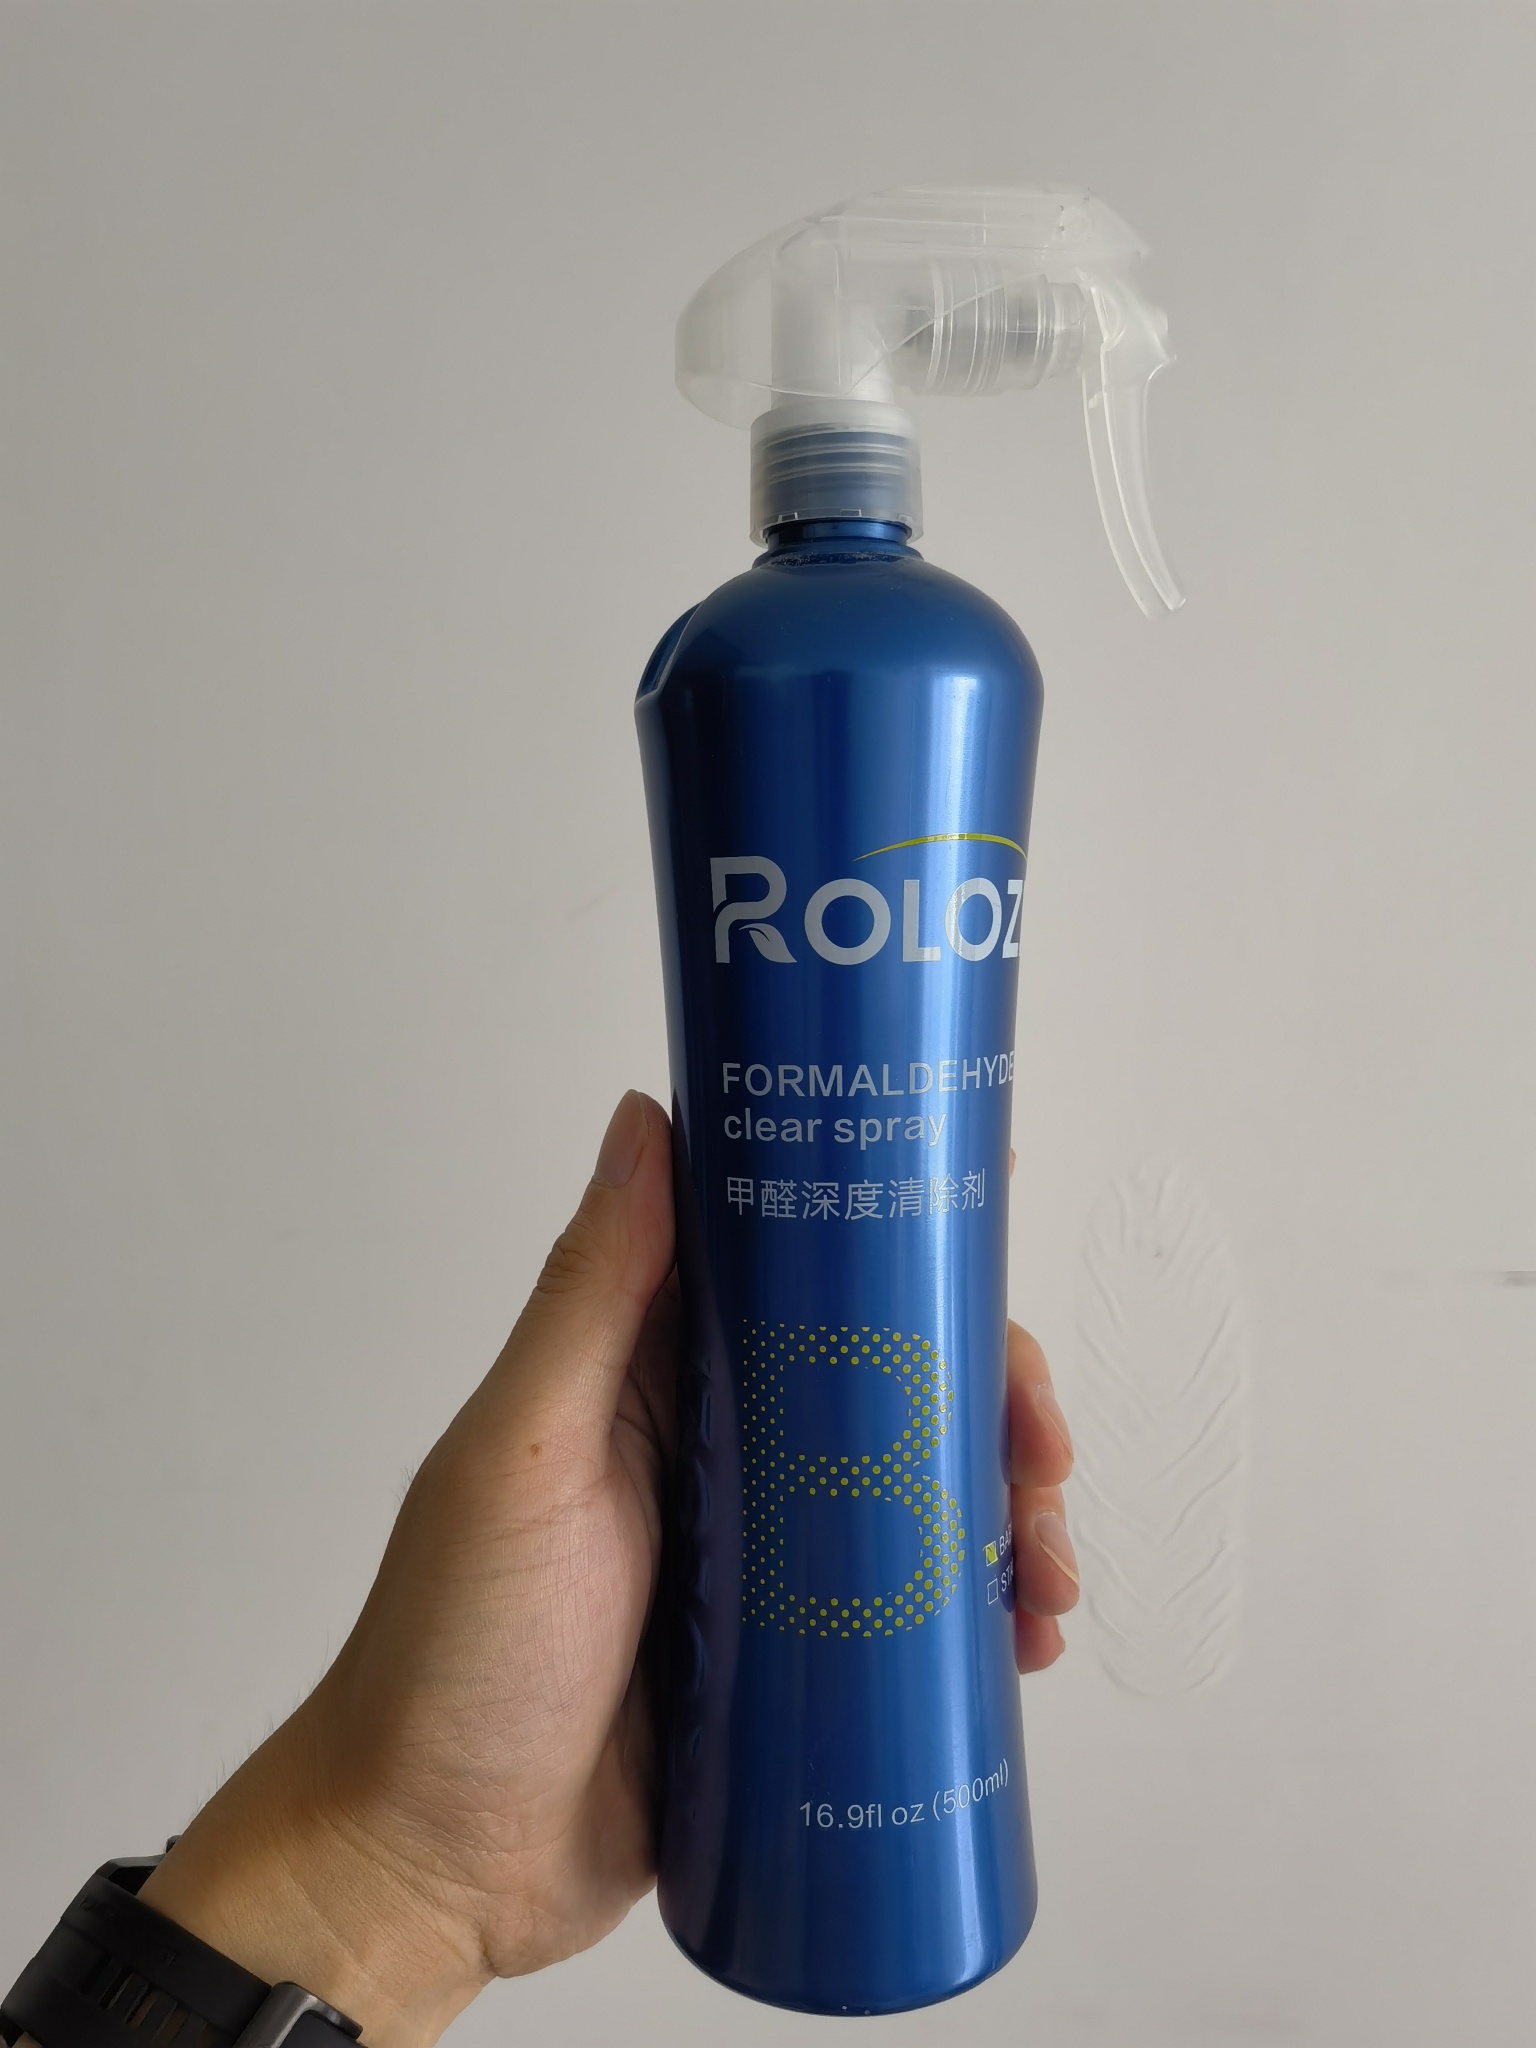 ROLOZ
FORMALDEHYDE
clear spray
甲醛深度清除剂
B
16.9fl oz (500ml)